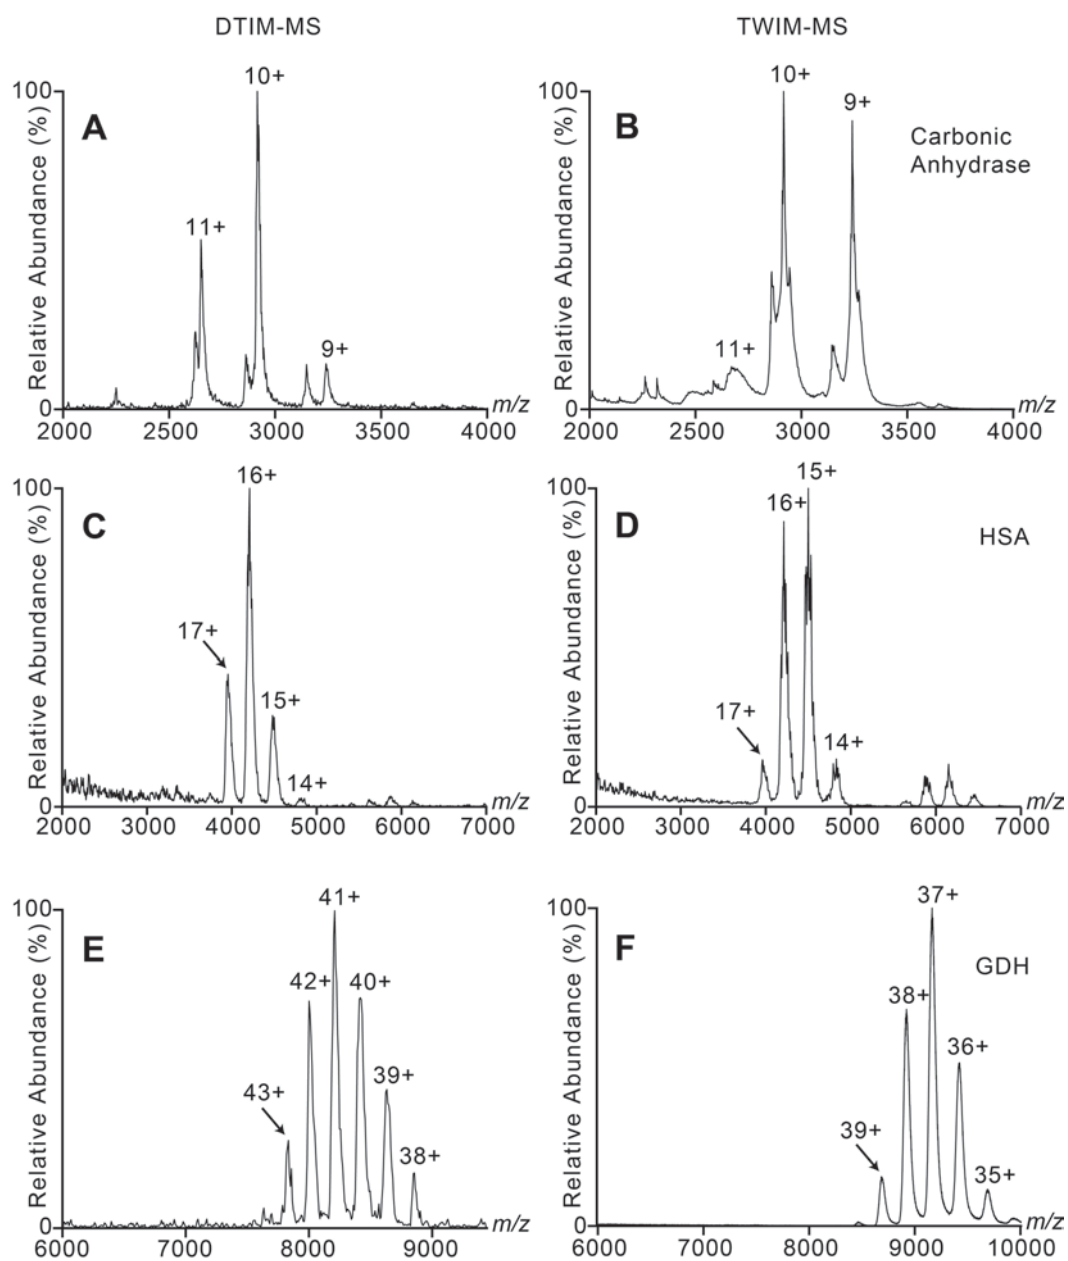 DTIM-MS
TWIM-MS
A
Relative Abundance (%)
100
0
11+
10+
9+
2000 2500 3000 3500 4000
m/z
B
Relative Abundance (%)
100
0
11+
10+
9+
Carbonic
Anhydrase
2000 2500 3000 3500 4000
m/z
C
Relative Abundance (%)
100
0
17+
16+
15+
14+
2000 3000 4000 5000 6000 7000
m/z
D
Relative Abundance (%)
100
0
17+
16+
15+
14+
HSA
2000 3000 4000 5000 6000 7000
m/z
E
Relative Abundance (%)
100
0
43+
42+
41+
40+
39+
38+
6000 7000 8000 9000
m/z
F
Relative Abundance (%)
100
0
39+
38+
37+
36+
35+
GDH
6000 7000 8000 9000 10000
m/z